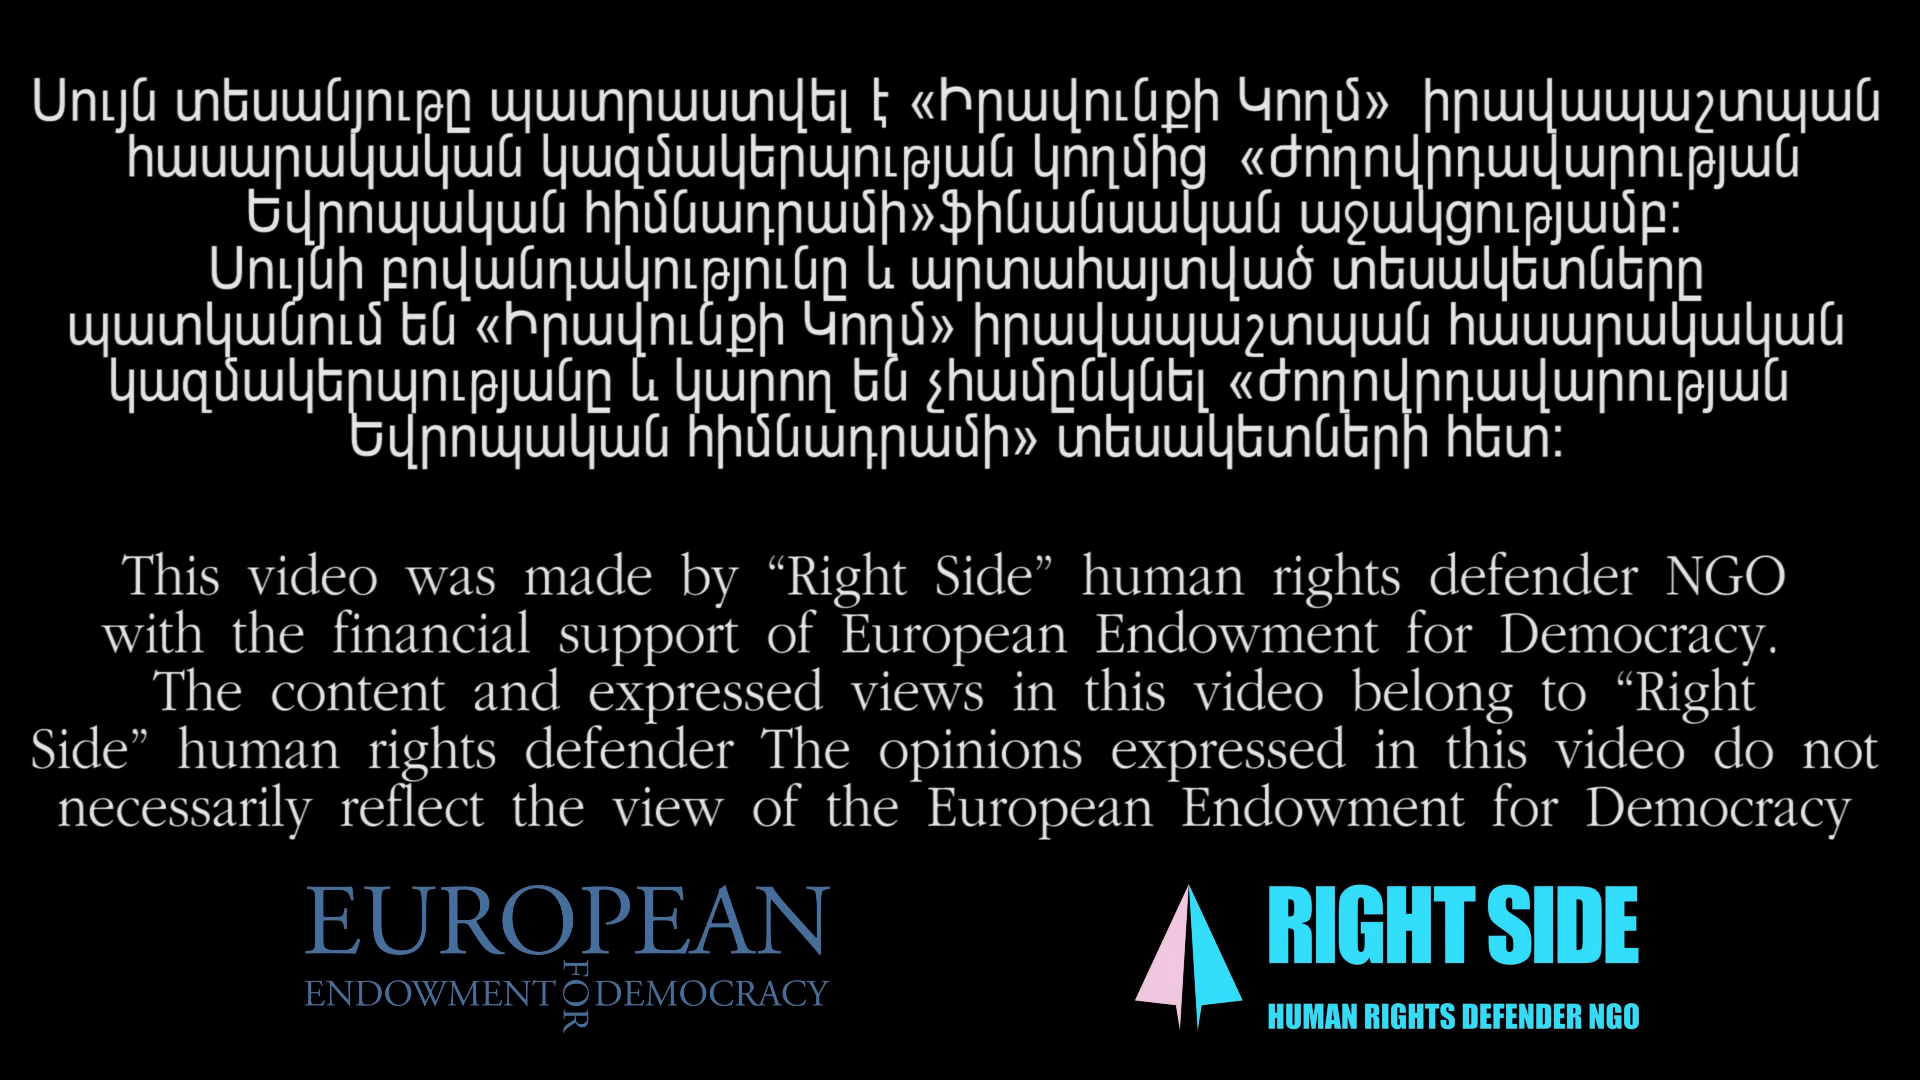 Սույն տեսանյութը պատրաստվել է «Իրավունքի Կողմ» իրավապաշտպան
հասարակական կազմակերպության կողմից «Ժողովրդավարության
Եվրոպական հիմնադրամի»ֆինանսական աջակցությամբ:
Սույնի բովանդակությունը և արտահայտված տեսակետները
պատկանում են «Իրավունքի Կողմ» իրավապաշտպան հասարակական
կազմակերպությանը և կարող են չհամընկնել «Ժողովրդավարության
Եվրոպական հիմնադրամի» տեսակետների հետ:
This video was made by “Right Side” human rights defender NGO
with the financial support of European Endowment for Democracy.
The content and expressed views in this video belong to “Right
Side” human rights defender The opinions expressed in this video do not
necessarily reflect the view of the European Endowment for Democracy
EUROPEAN
ENDOWMENT FOR DEMOCRACY
RIGHT SIDE
HUMAN RIGHTS DEFENDER NGO